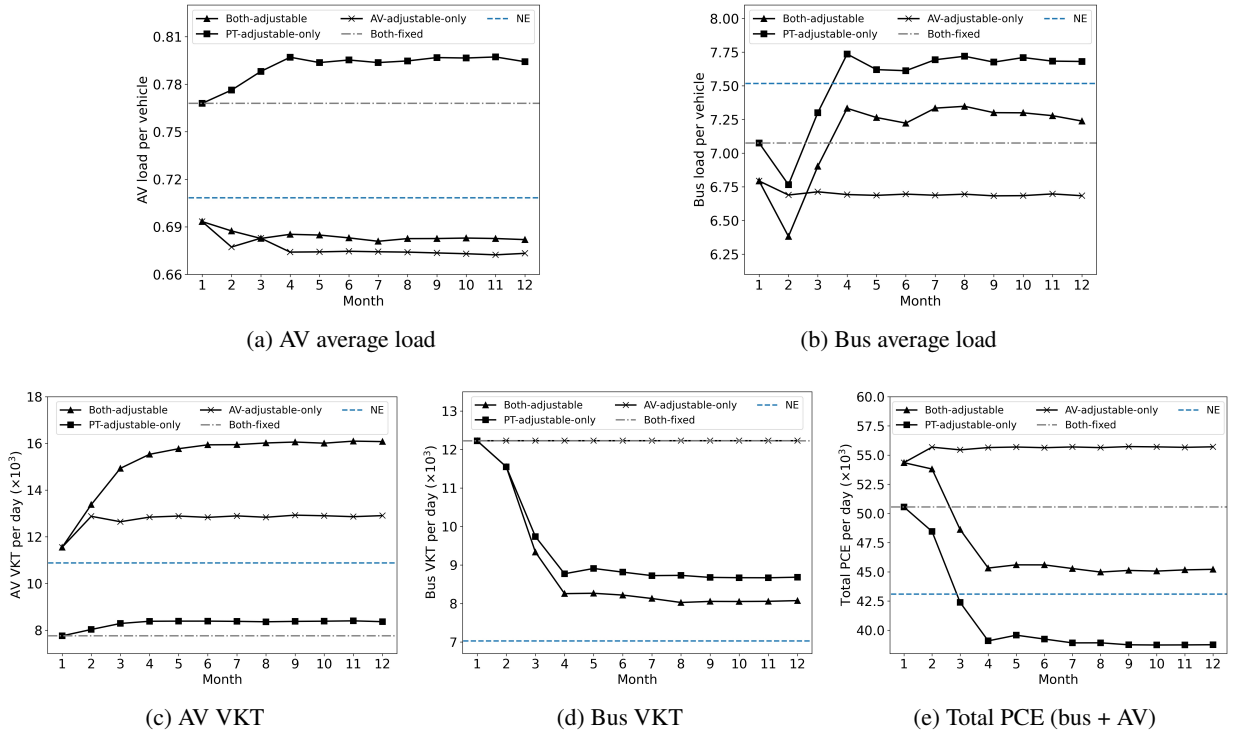 Both-adjustable
PT-adjustable-only
AV-adjustable-only
Both-fixed
NE
AV load per vehicle
0.81
0.78
0.75
0.72
0.69
0.66
1 2 3 4 5 6 7 8 9 10 11 12
Month
(a) AV average load
Both-adjustable
PT-adjustable-only
AV-adjustable-only
Both-fixed
NE
Bus load per vehicle
8.00
7.75
7.50
7.25
7.00
6.75
6.50
6.25
1 2 3 4 5 6 7 8 9 10 11 12
Month
(b) Bus average load
Both-adjustable
PT-adjustable-only
AV-adjustable-only
Both-fixed
NE
AV VKT per day (×10³)
18
16
14
12
10
8
1 2 3 4 5 6 7 8 9 10 11 12
Month
(c) AV VKT
Both-adjustable
PT-adjustable-only
AV-adjustable-only
Both-fixed
NE
Bus VKT per day (×10³)
13
12
11
10
9
8
7
1 2 3 4 5 6 7 8 9 10 11 12
Month
(d) Bus VKT
Both-adjustable
PT-adjustable-only
AV-adjustable-only
Both-fixed
NE
Total PCE per day (×10³)
60.0
57.5
55.0
52.5
50.0
47.5
45.0
42.5
40.0
1 2 3 4 5 6 7 8 9 10 11 12
Month
(e) Total PCE (bus + AV)